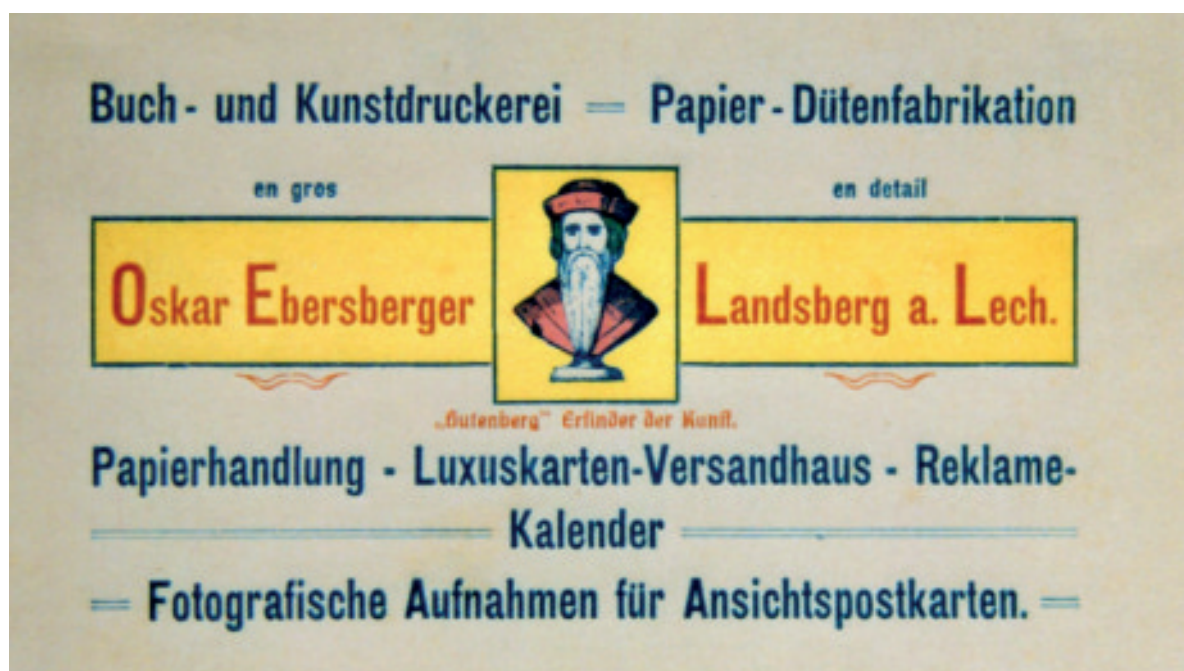 Buch- und Kunstdruckerei = Papier-Dütenfabrikation
en gros en detail
Oskar Ebersberger Landsberg a. Lech.
„Gutenberg“ Erfinder der Kunst.
Papierhandlung - Luxuskarten-Versandhaus - Reklame-
Kalender
= Fotografische Aufnahmen für Ansichtspostkarten. =